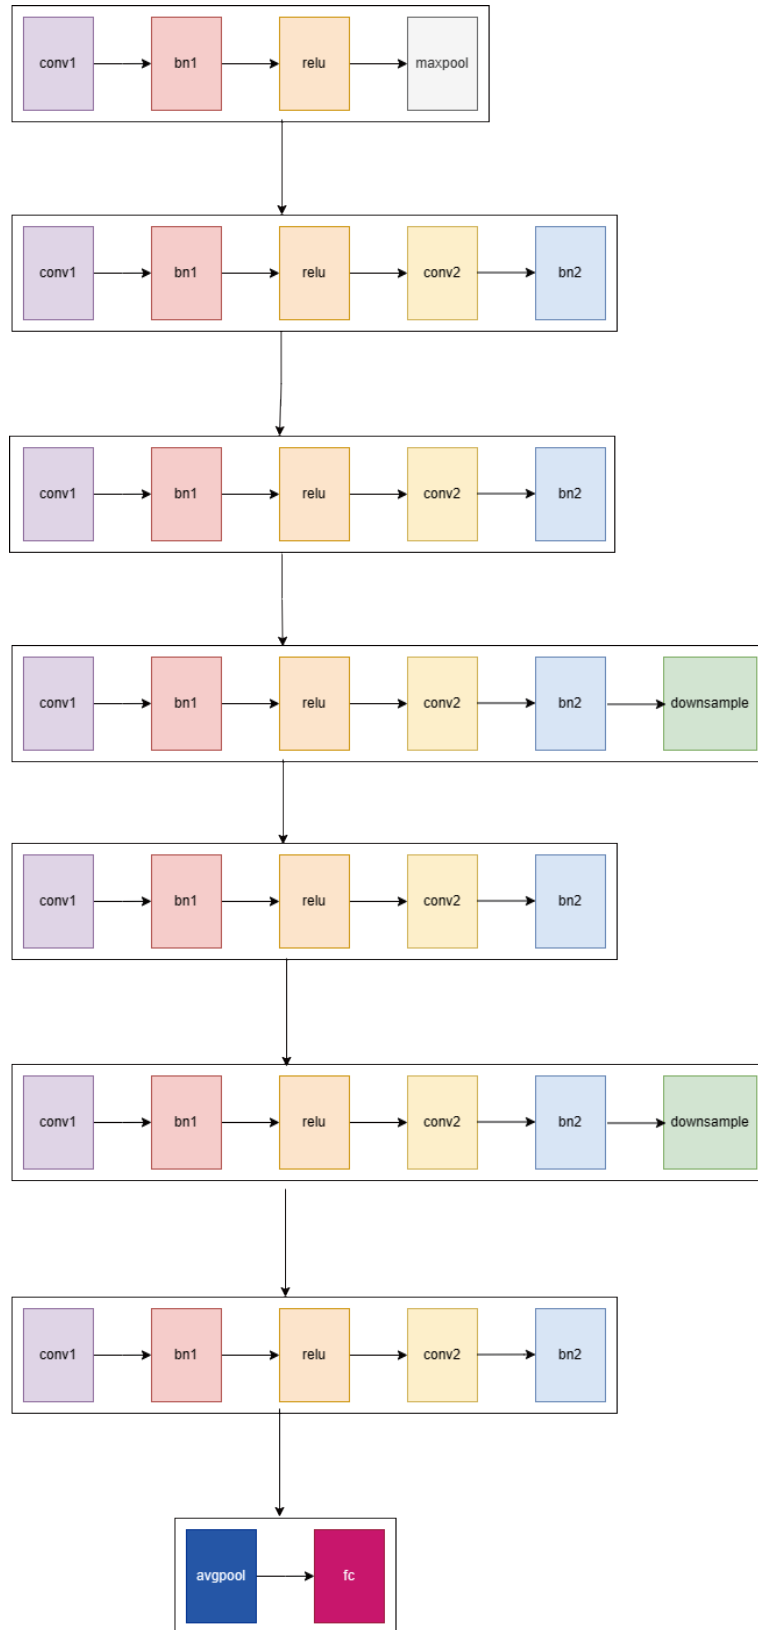 conv1 bn1 relu maxpool
conv1 bn1 relu conv2 bn2
conv1 bn1 relu conv2 bn2
conv1 bn1 relu conv2 bn2 downsample
conv1 bn1 relu conv2 bn2
conv1 bn1 relu conv2 bn2 downsample
conv1 bn1 relu conv2 bn2
avgpool fc